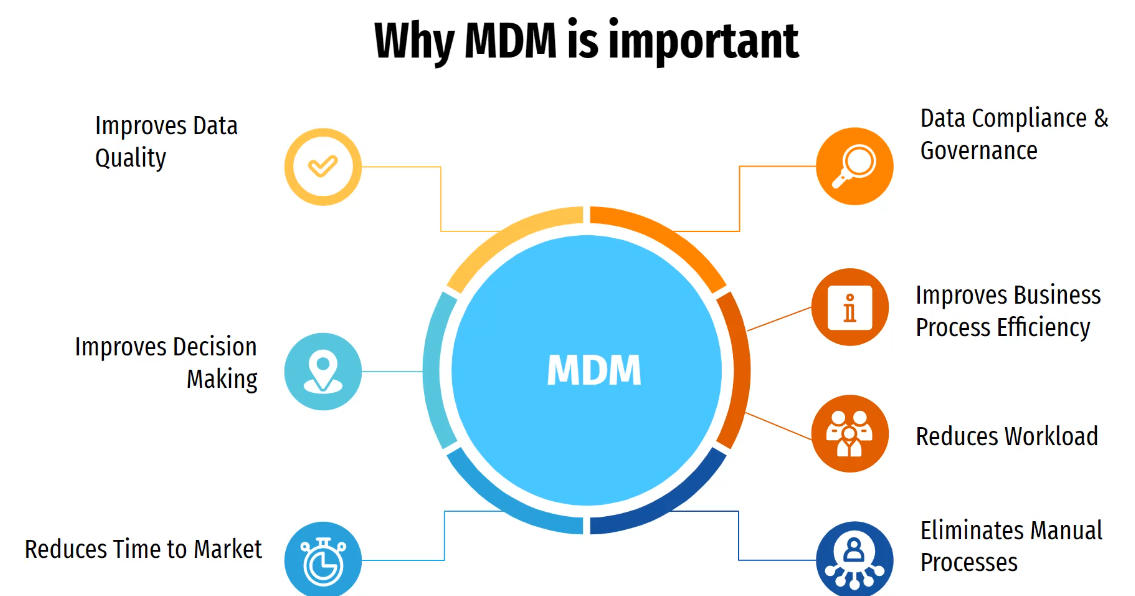 Why MDM is important
Improves Data
Quality
Data Compliance &
Governance
Improves Business
Process Efficiency
Improves Decision
Making
MDM
Reduces Workload
Reduces Time to Market
Eliminates Manual
Processes